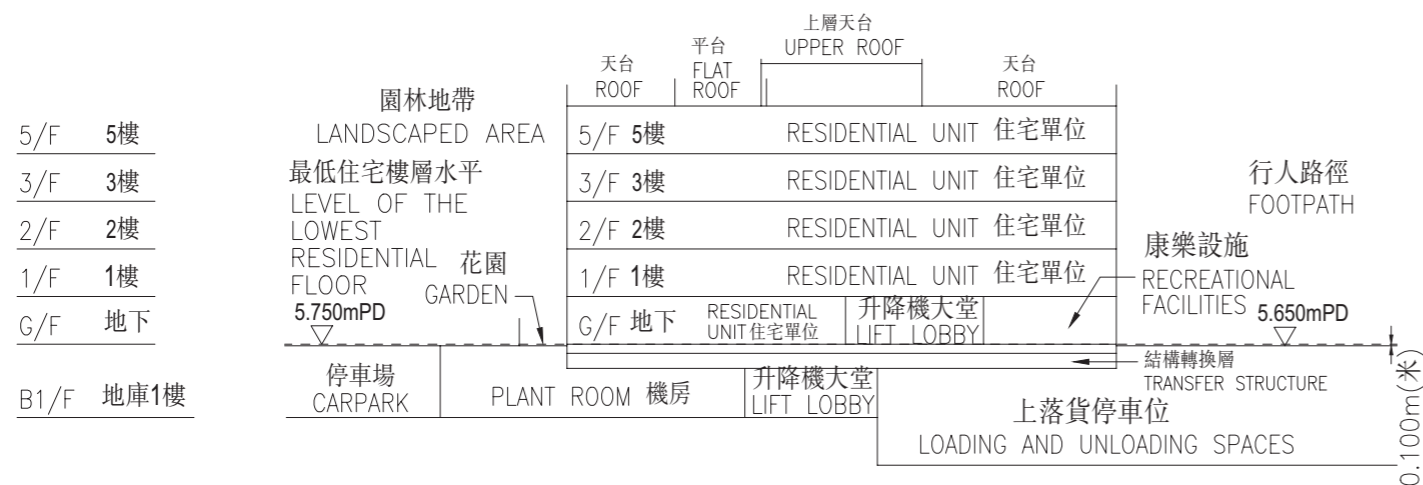 上層天台
UPPER ROOF
平台
FLAT
ROOF
天台
ROOF
天台
ROOF
園林地帶
LANDSCAPED AREA
5/F 5樓
5/F 5樓
RESIDENTIAL UNIT 住宅單位
最低住宅樓層水平
LEVEL OF THE
LOWEST
RESIDENTIAL
FLOOR
5.750mPD
3/F 3樓
3/F 3樓
RESIDENTIAL UNIT 住宅單位
行人路徑
FOOTPATH
2/F 2樓
2/F 2樓
RESIDENTIAL UNIT 住宅單位
康樂設施
RECREATIONAL
FACILITIES
5.650mPD
花園
GARDEN
1/F 1樓
1/F 1樓
RESIDENTIAL UNIT 住宅單位
G/F 地下
G/F 地下
RESIDENTIAL
UNIT住宅單位
升降機大堂
LIFT LOBBY
結構轉換層
TRANSFER STRUCTURE
B1/F 地庫1樓
停車場
CARPARK
PLANT ROOM 機房
升降機大堂
LIFT LOBBY
上落貨停車位
LOADING AND UNLOADING SPACES
0.100m(米)